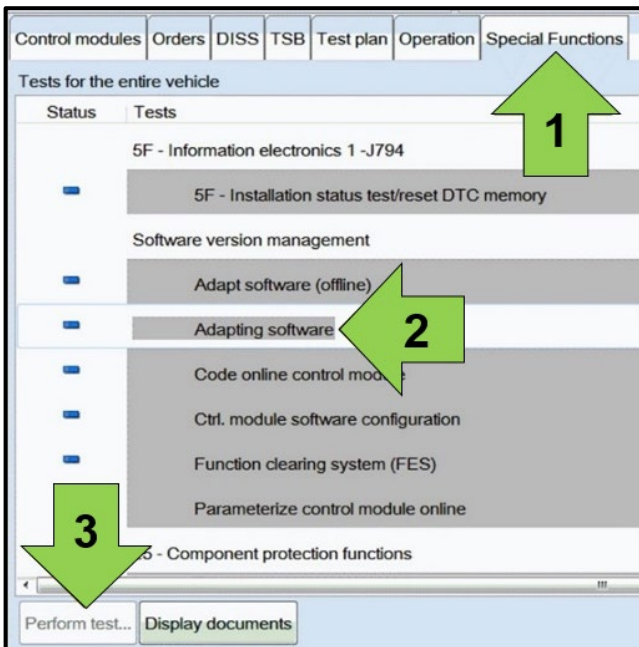 Control modules Orders DISS TSB Test plan Operation Special Functions
Tests for the entire vehicle
Status Tests
1
5F - Information electronics 1 -J794
5F - Installation status test/reset DTC memory
Software version management
Adapt software (offline)
Adapting software 2
Code online control module
Ctrl. module software configuration
Function clearing system (FES)
Parameterize control module online
3
5 - Component protection functions
Perform test... Display documents